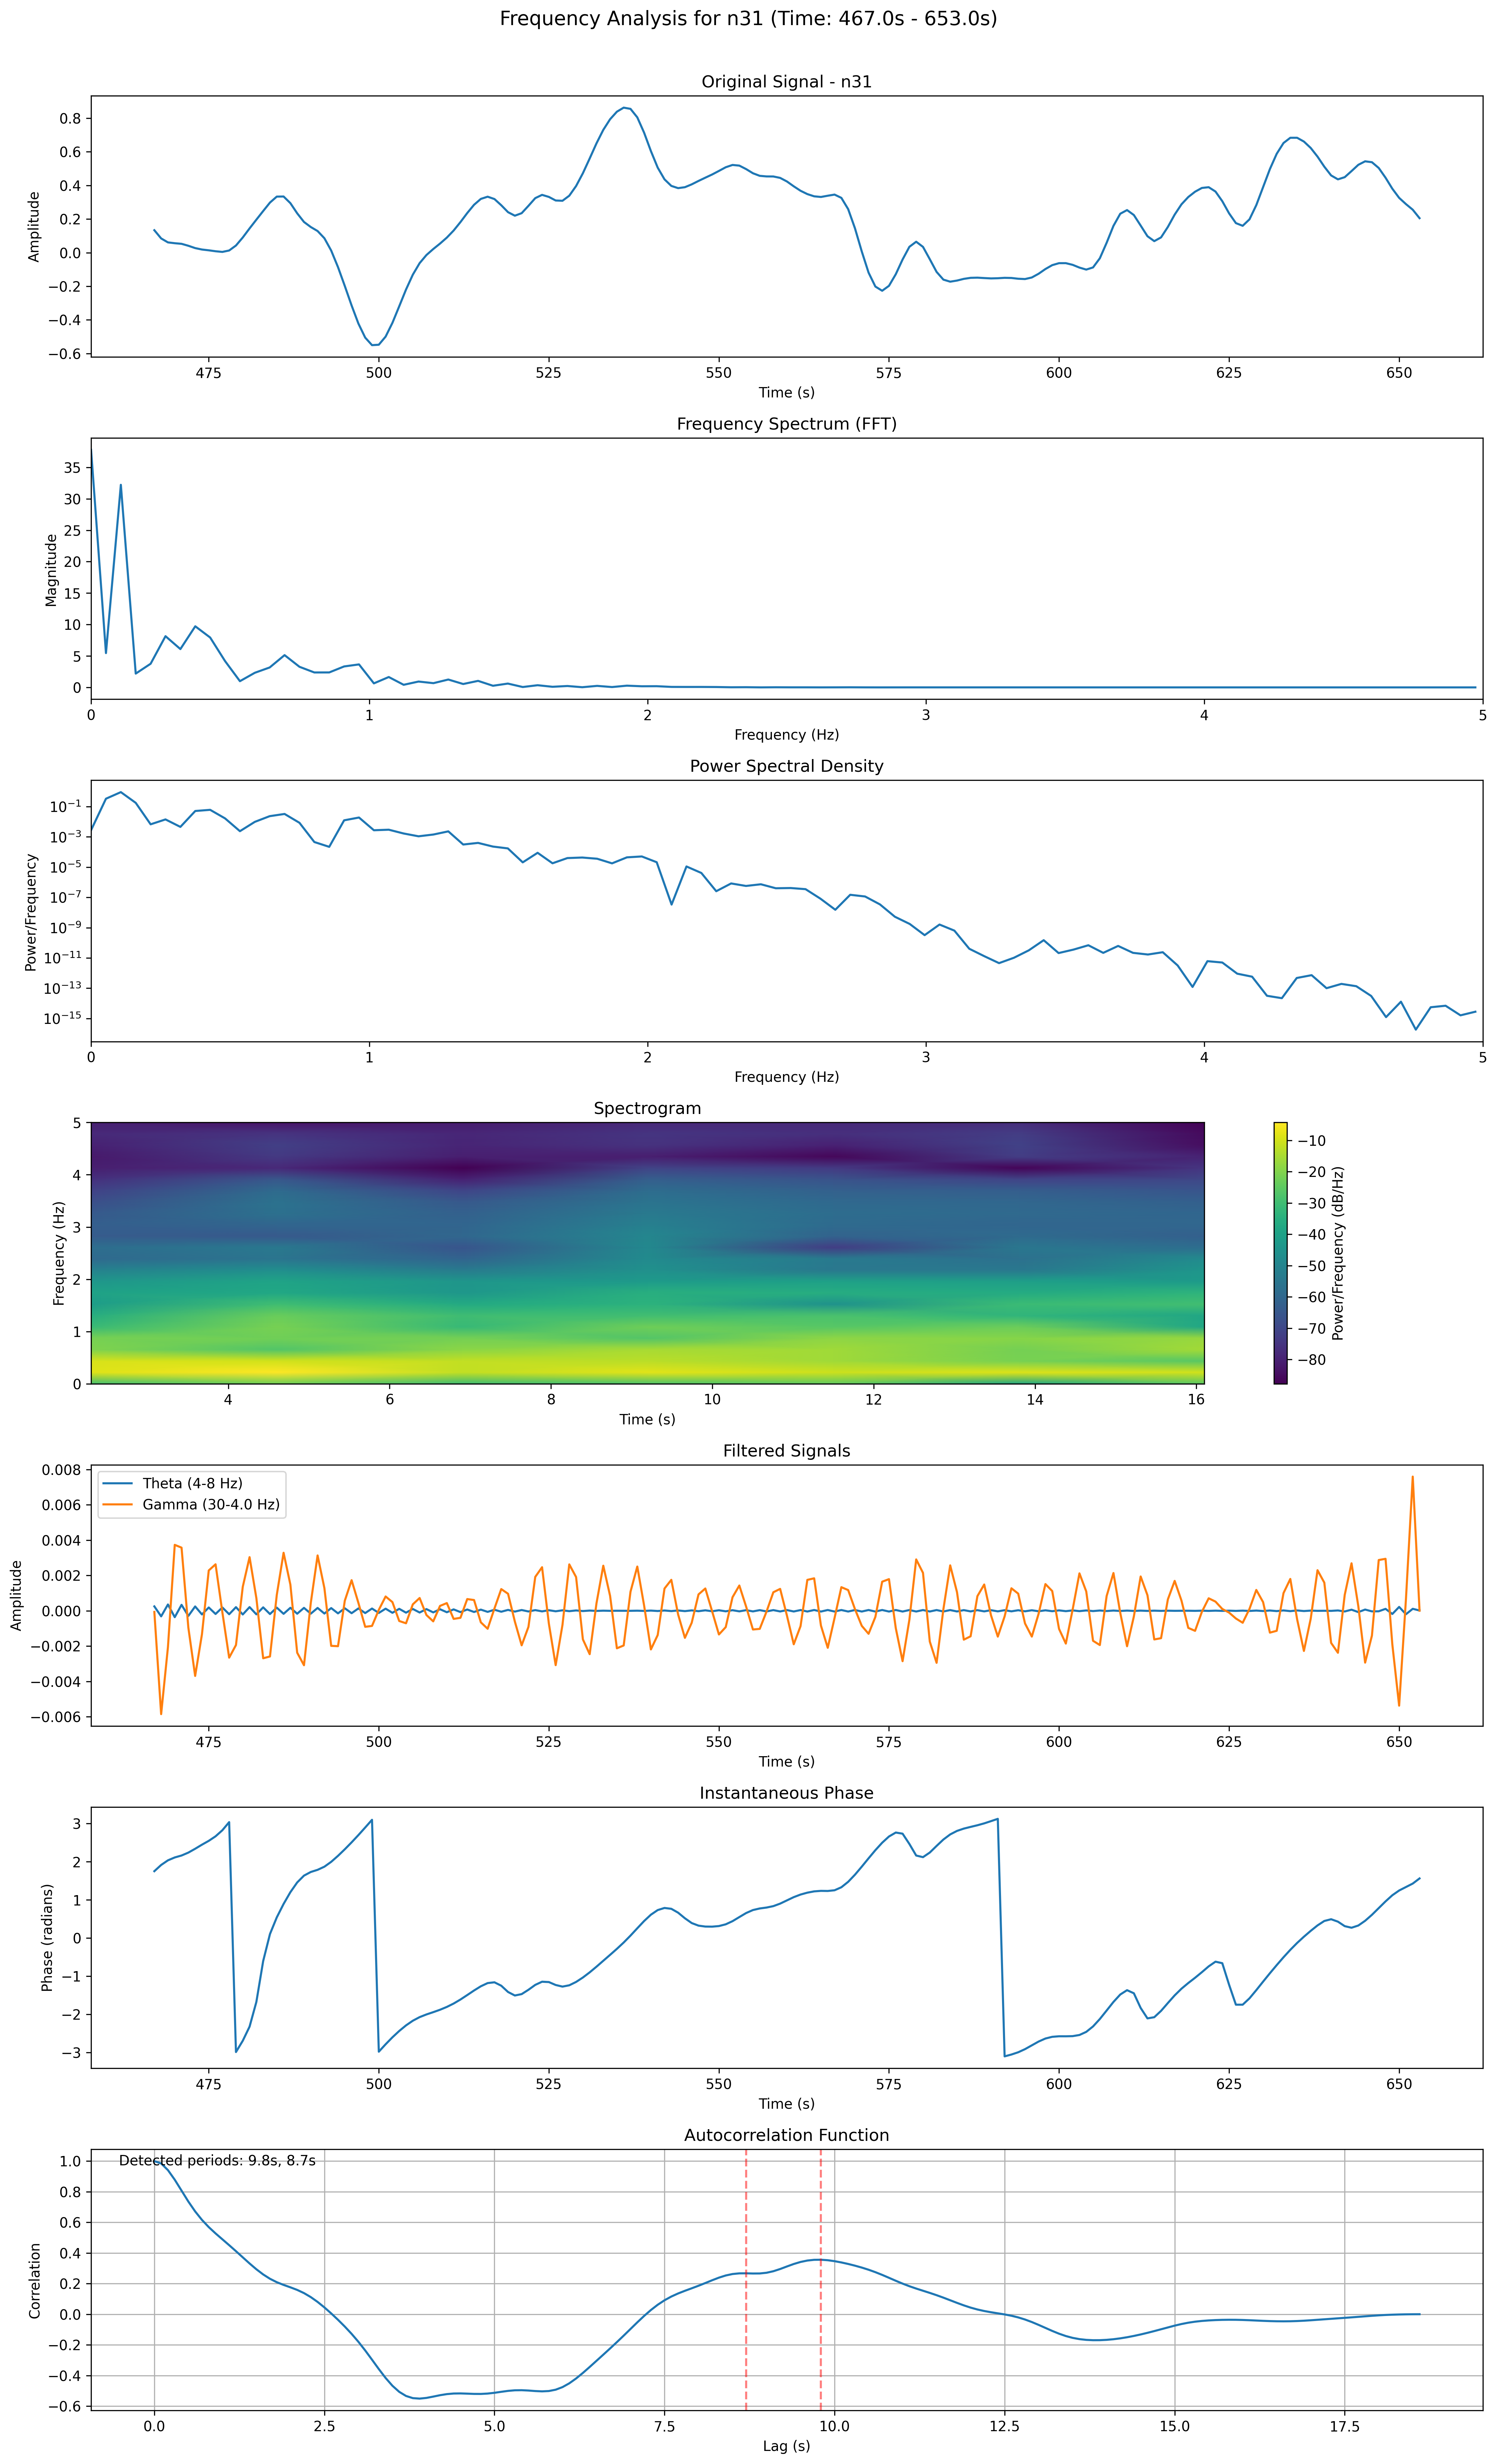 Frequency Analysis for n31 (Time: 467.0s - 653.0s)
Original Signal - n31
0.8
0.6
0.4
0.2
0.0
−0.2
−0.4
−0.6
Amplitude
475 500 525 550 575 600 625 650
Time (s)
Frequency Spectrum (FFT)
35
30
25
20
15
10
5
0
Magnitude
0 1 2 3 4 5
Frequency (Hz)
Power Spectral Density
10−1
10−3
10−5
10−7
10−9
10−11
10−13
10−15
Power/Frequency
0 1 2 3 4 5
Frequency (Hz)
Spectrogram
5
4
3
2
1
0
Frequency (Hz)
4 6 8 10 12 14 16
Time (s)
−10
−20
−30
−40
−50
−60
−70
−80
Power/Frequency (dB/Hz)
Filtered Signals
Theta (4-8 Hz)
Gamma (30-4.0 Hz)
0.008
0.006
0.004
0.002
0.000
−0.002
−0.004
−0.006
Amplitude
475 500 525 550 575 600 625 650
Time (s)
Instantaneous Phase
3
2
1
0
−1
−2
−3
Phase (radians)
475 500 525 550 575 600 625 650
Time (s)
Autocorrelation Function
Detected periods: 9.8s, 8.7s
1.0
0.8
0.6
0.4
0.2
0.0
−0.2
−0.4
−0.6
Correlation
0.0 2.5 5.0 7.5 10.0 12.5 15.0 17.5
Lag (s)